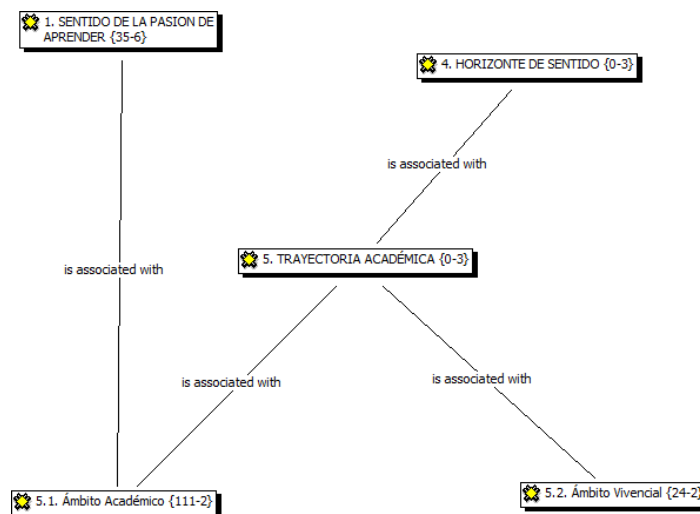 1. SENTIDO DE LA PASION DE
APRENDER {35-6}
4. HORIZONTE DE SENTIDO {0-3}
is associated with
5. TRAYECTORIA ACADÉMICA {0-3}
is associated with
is associated with
is associated with
5.1. Ámbito Académico {111-2}
5.2. Ámbito Vivencial {24-2}